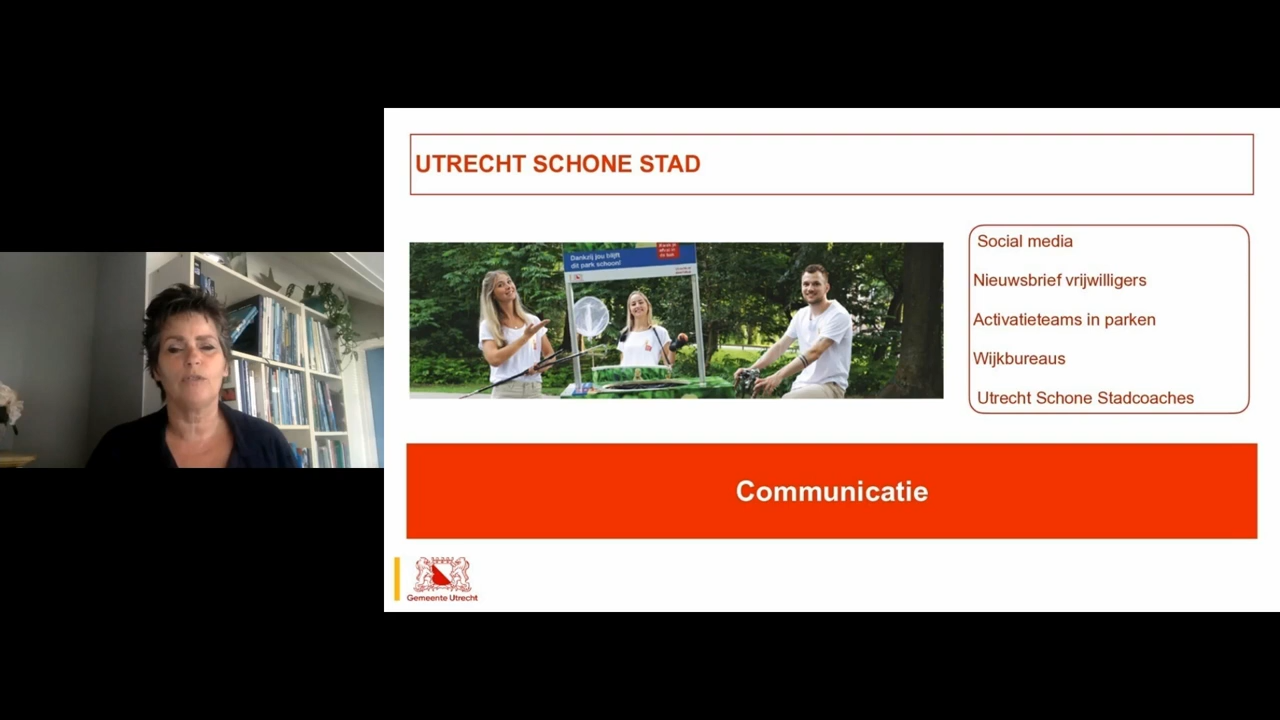 UTRECHT SCHONE STAD
Dankzij jou blijft
dit park schoon!
Social media
Nieuwsbrief vrijwilligers
Activatieteams in parken
Wijkbureaus
Utrecht Schone Stadcoaches
Communicatie
Gemeente Utrecht